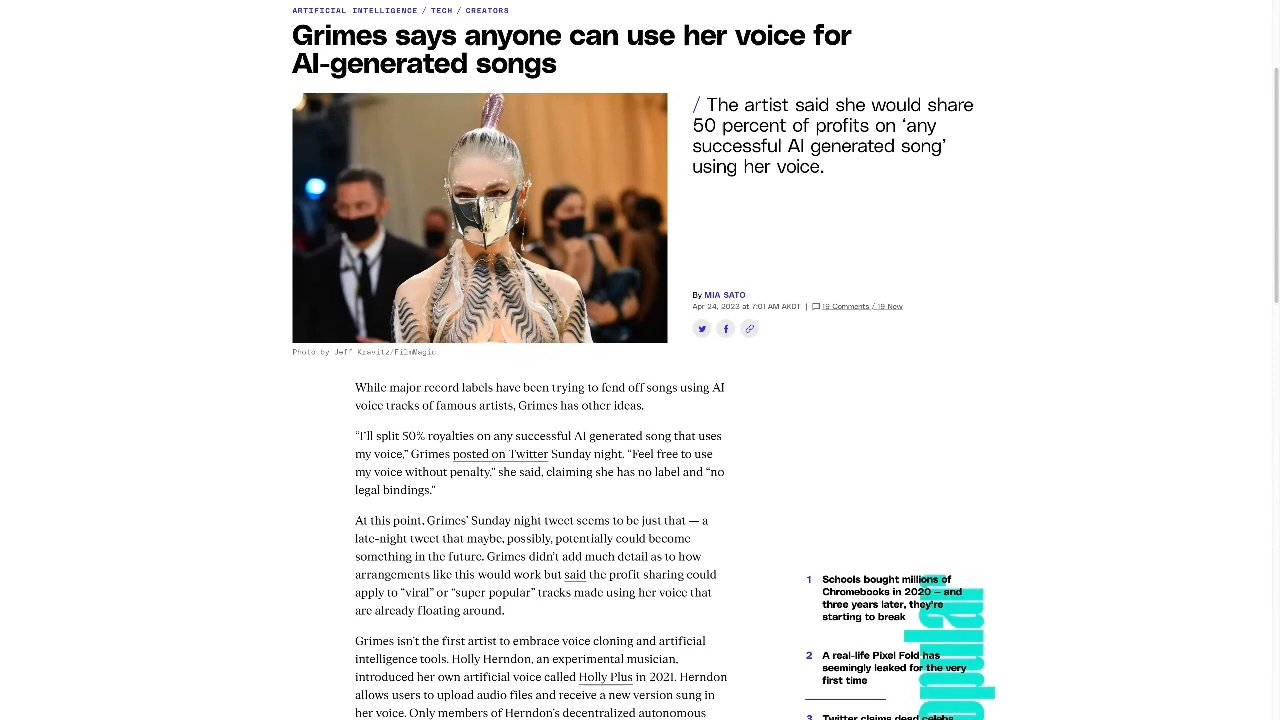 ARTIFICIAL INTELLIGENCE / TECH / CREATORS
Grimes says anyone can use her voice for
AI-generated songs
/ The artist said she would share
50 percent of profits on ‘any
successful AI generated song’
using her voice.
By MIA SATO
Apr 24, 2023 at 7:01 AM AKDT | 19 Comments / 19 New
Photo by Jeff Kravitz/FilmMagic
While major record labels have been trying to fend off songs using AI
voice tracks of famous artists, Grimes has other ideas.
“I’ll split 50% royalties on any successful AI generated song that uses
my voice,” Grimes posted on Twitter Sunday night. “Feel free to use
my voice without penalty,” she said, claiming she has no label and “no
legal bindings.”
At this point, Grimes’ Sunday night tweet seems to be just that — a
late-night tweet that maybe, possibly, potentially could become
something in the future. Grimes didn’t add much detail as to how
arrangements like this would work but said the profit sharing could
apply to “viral” or “super popular” tracks made using her voice that
are already floating around.
Grimes isn’t the first artist to embrace voice cloning and artificial
intelligence tools. Holly Herndon, an experimental musician,
introduced her own artificial voice called Holly Plus in 2021. Herndon
allows users to upload audio files and receive a new version sung in
her voice. Only members of Herndon’s decentralized autonomous
1 Schools bought millions of
Chromebooks in 2020 — and
three years later, they’re
starting to break
2 A real-life Pixel Fold has
seemingly leaked for the very
first time
3 Twitter claims dead celebs